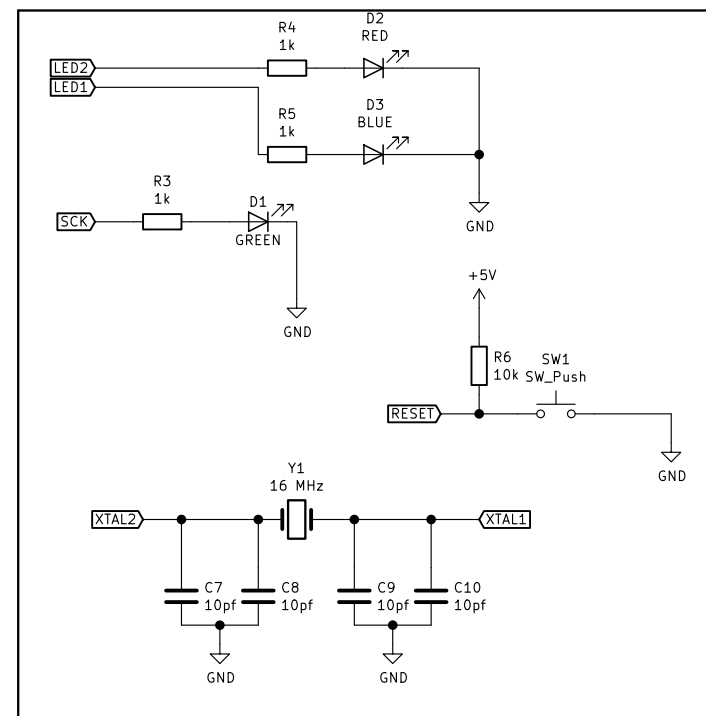 D2
RED
R4
1k
LED2
LED1
D3
BLUE
R5
1k
GND
R3
1k
D1
GREEN
SCK
GND
+5V
R6
10k
SW1
SW_Push
RESET
GND
Y1
16 MHz
XTAL2
XTAL1
C7
10pf
C8
10pf
C9
10pf
C10
10pf
GND
GND